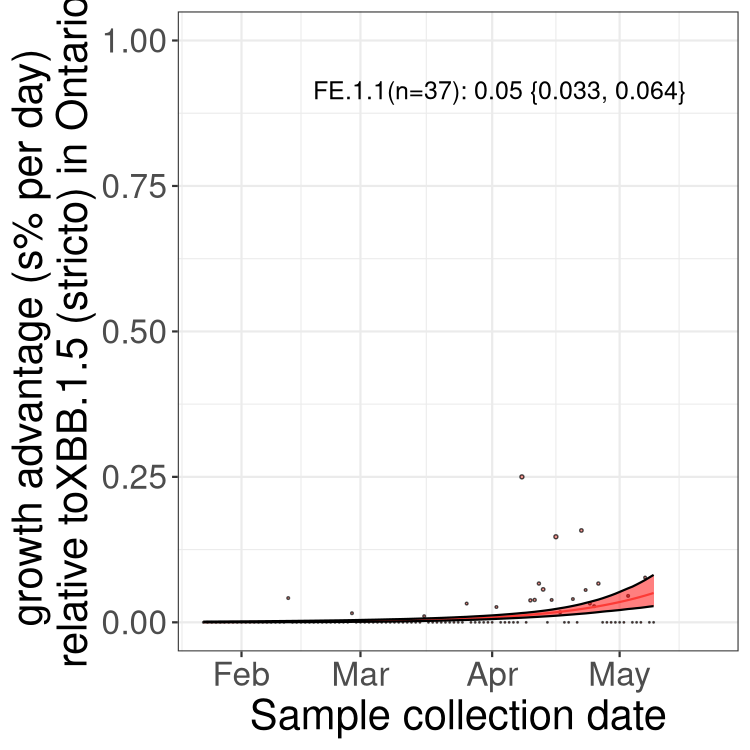 growth advantage (s% per day)
relative toXBB.1.5 (stricto) in Ontario
1.00
0.75
0.50
0.25
0.00
FE.1.1(n=37): 0.05 {0.033, 0.064}
Feb Mar Apr May
Sample collection date